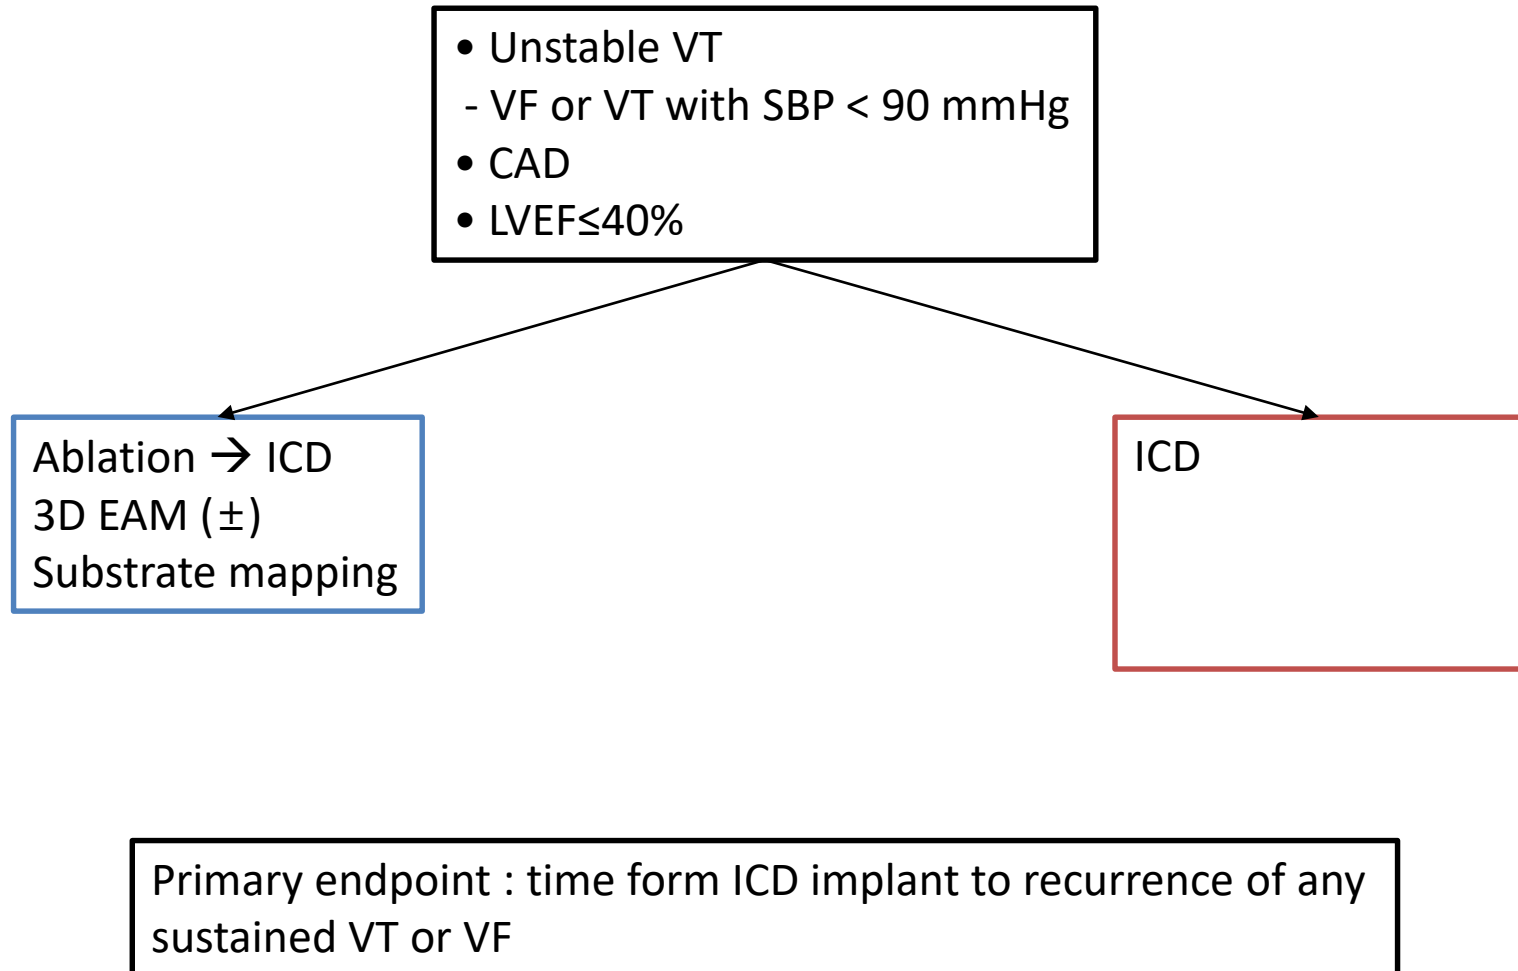 • Unstable VT
- VF or VT with SBP < 90 mmHg
• CAD
• LVEF≤40%
Ablation → ICD
3D EAM (±)
Substrate mapping
ICD
Primary endpoint : time form ICD implant to recurrence of any
sustained VT or VF